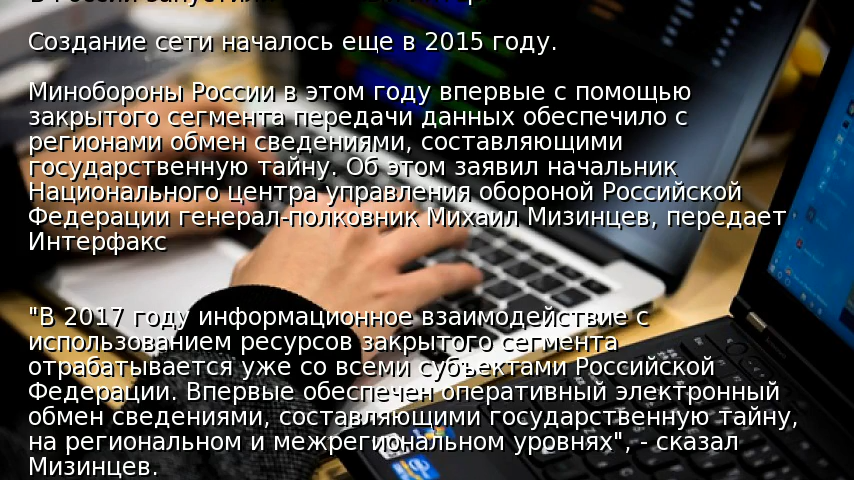 Создание сети началось еще в 2015 году.
Минобороны России в этом году впервые с помощью
закрытого сегмента передачи данных обеспечило с
регионами обмен сведениями, составляющими
государственную тайну. Об этом заявил начальник
Национального центра управления обороной Российской
Федерации генерал-полковник Михаил Мизинцев, передает
Интерфакс
"В 2017 году информационное взаимодействие с
использованием ресурсов закрытого сегмента
отрабатывается уже со всеми субъектами Российской
Федерации. Впервые обеспечен оперативный электронный
обмен сведениями, составляющими государственную тайну,
на региональном и межрегиональном уровнях", - сказал
Мизинцев.